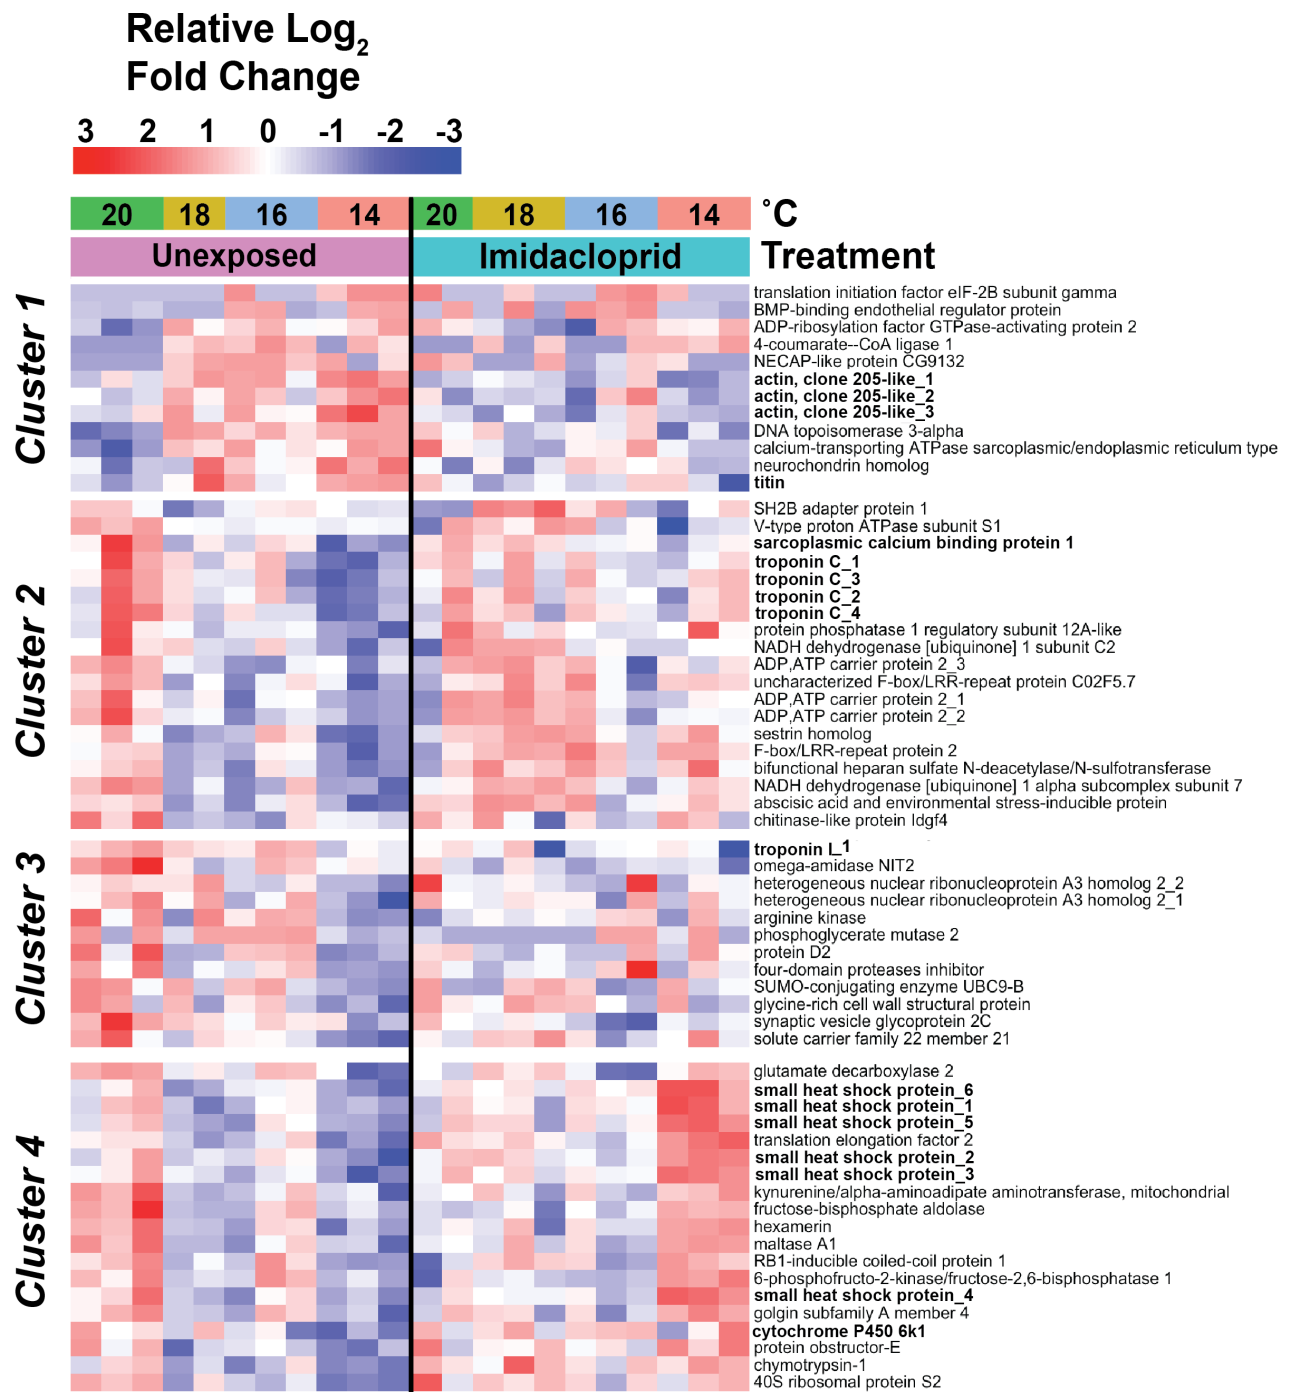 Relative Log2
Fold Change
3 2 1 0 -1 -2 -3
20 18 16 14 20 18 16 14 ˚C
Unexposed Imidacloprid Treatment
Cluster 1
translation initiation factor eIF-2B subunit gamma
BMP-binding endothelial regulator protein
ADP-ribosylation factor GTPase-activating protein 2
4-coumarate--CoA ligase 1
NECAP-like protein CG9132
actin, clone 205-like_1
actin, clone 205-like_2
actin, clone 205-like_3
DNA topoisomerase 3-alpha
calcium-transporting ATPase sarcoplasmic/endoplasmic reticulum type
neurochondrin homolog
titin
Cluster 2
SH2B adapter protein 1
V-type proton ATPase subunit S1
sarcoplasmic calcium binding protein 1
troponin C_1
troponin C_3
troponin C_2
troponin C_4
protein phosphatase 1 regulatory subunit 12A-like
NADH dehydrogenase [ubiquinone] 1 subunit C2
ADP,ATP carrier protein 2_3
uncharacterized F-box/LRR-repeat protein C02F5.7
ADP,ATP carrier protein 2_1
ADP,ATP carrier protein 2_2
sestrin homolog
F-box/LRR-repeat protein 2
bifunctional heparan sulfate N-deacetylase/N-sulfotransferase
NADH dehydrogenase [ubiquinone] 1 alpha subcomplex subunit 7
abscisic acid and environmental stress-inducible protein
chitinase-like protein Idgf4
Cluster 3
troponin I_1
omega-amidase NIT2
heterogeneous nuclear ribonucleoprotein A3 homolog 2_2
heterogeneous nuclear ribonucleoprotein A3 homolog 2_1
arginine kinase
phosphoglycerate mutase 2
protein D2
four-domain proteases inhibitor
SUMO-conjugating enzyme UBC9-B
glycine-rich cell wall structural protein
synaptic vesicle glycoprotein 2C
solute carrier family 22 member 21
Cluster 4
glutamate decarboxylase 2
small heat shock protein_6
small heat shock protein_1
small heat shock protein_5
translation elongation factor 2
small heat shock protein_2
small heat shock protein_3
kynurenine/alpha-aminoadipate aminotransferase, mitochondrial
fructose-bisphosphate aldolase
hexamerin
maltase A1
RB1-inducible coiled-coil protein 1
6-phosphofructo-2-kinase/fructose-2,6-bisphosphatase 1
small heat shock protein_4
golgin subfamily A member 4
cytochrome P450 6k1
protein obstructor-E
chymotrypsin-1
40S ribosomal protein S2